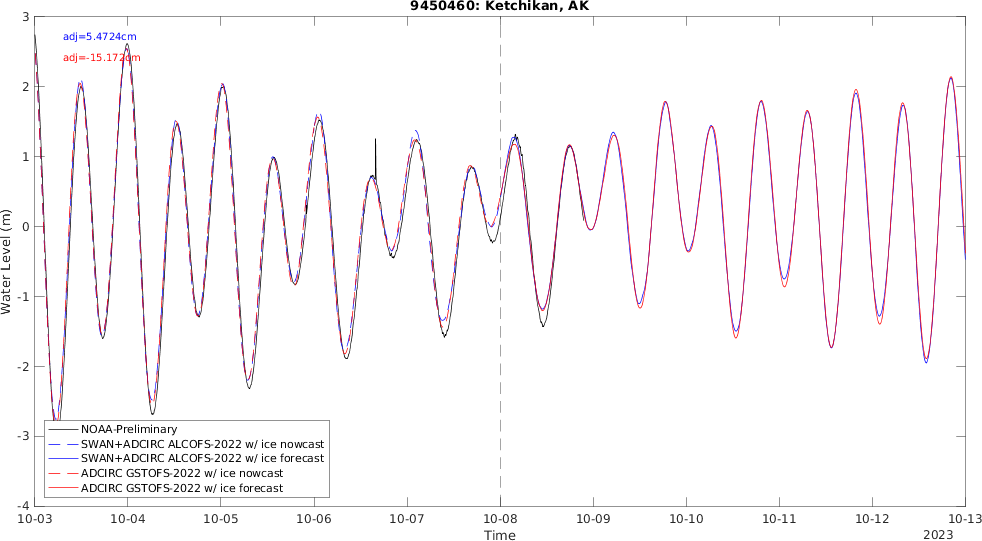 9450460: Ketchikan, AK
adj=5.4724cm
adj=-15.172cm
Water Level (m)
3
2
1
0
-1
-2
-3
-4
NOAA-Preliminary
SWAN+ADCIRC ALCOFS-2022 w/ ice nowcast
SWAN+ADCIRC ALCOFS-2022 w/ ice forecast
ADCIRC GSTOFS-2022 w/ ice nowcast
ADCIRC GSTOFS-2022 w/ ice forecast
10-03 10-04 10-05 10-06 10-07 10-08 10-09 10-10 10-11 10-12 10-13
Time
2023